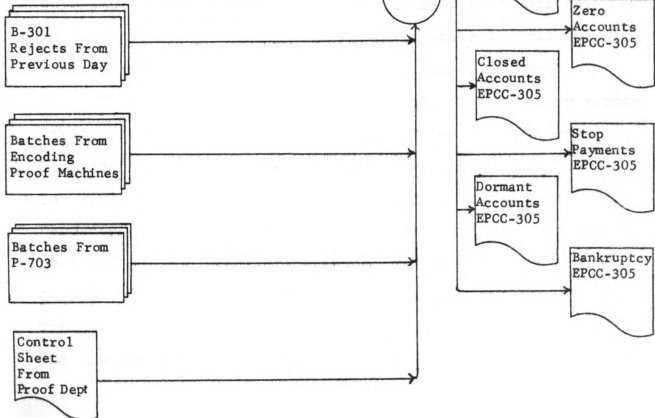 B-301
Rejects From
Previous Day
Batches From
Encoding
Proof Machines
Batches From
P-703
Control
Sheet
From
Proof Dept
Zero
Accounts
EPCC-305
Closed
Accounts
EPCC-305
Stop
Payments
EPCC-305
Dormant
Accounts
EPCC-305
Bankruptcy
EPCC-305